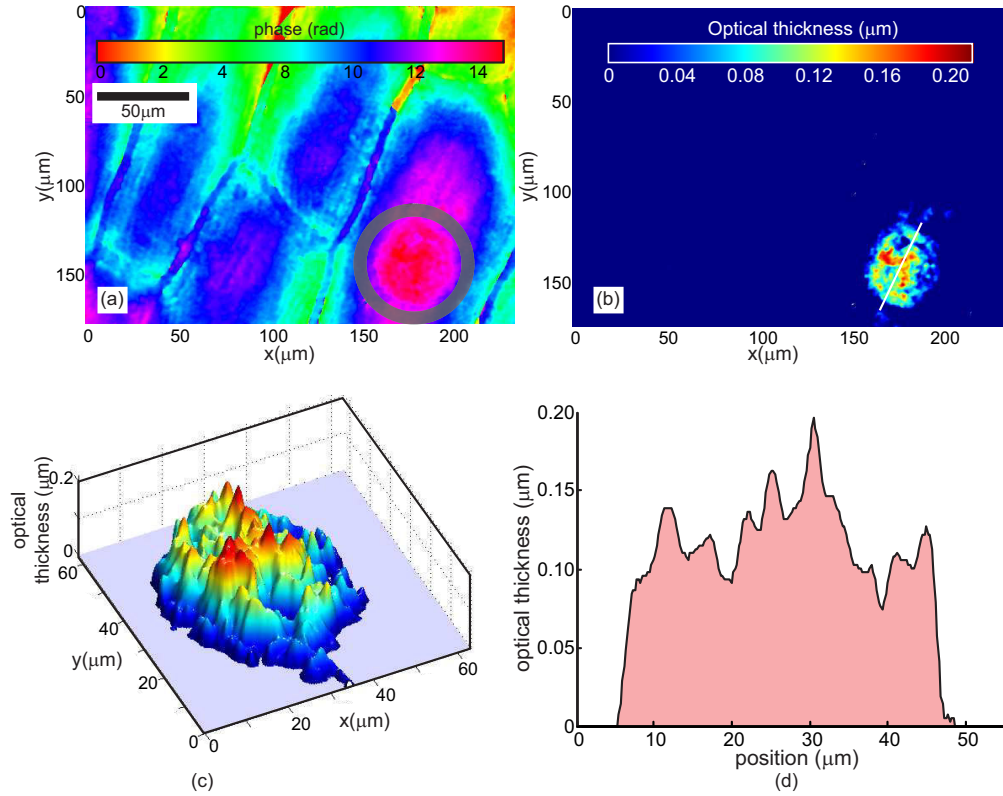 phase (rad)
0 2 4 8 10 12 14
50μm
0
50
100
150
y(μm)
(a)
0 50 100 150 200
x(μm)
Optical thickness (μm)
0 0.04 0.08 0.13 0.16 0.20
0
50
100
150
y(μm)
(b)
0 50 100 150 200
x(μm)
optical
thickness (μm)
0.2
0
60
40
20
0
y(μm)
0
20
40
60
x(μm)
(c)
0.20
0.15
0.10
0.05
0
optical thickness (μm)
0 10 20 30 40 50
position (μm)
(d)